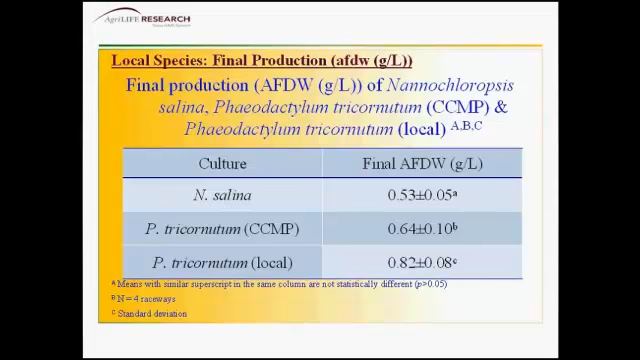 AgriLIFE RESEARCH
Local Species: Final Production (afdw (g/L))
Final production (AFDW (g/L)) of Nannochloropsis
salina, Phaeodactylum tricornutum (CCMP) &
Phaeodactylum tricornutum (local) A,B,C
Culture Final AFDW (g/L)
N. salina 0.53±0.05a
P. tricornutum (CCMP) 0.64±0.10b
P. tricornutum (local) 0.82±0.08c
A Means with similar superscript in the same column are not statistically different (p>0.05)
B N = 4 raceways
C Standard deviation